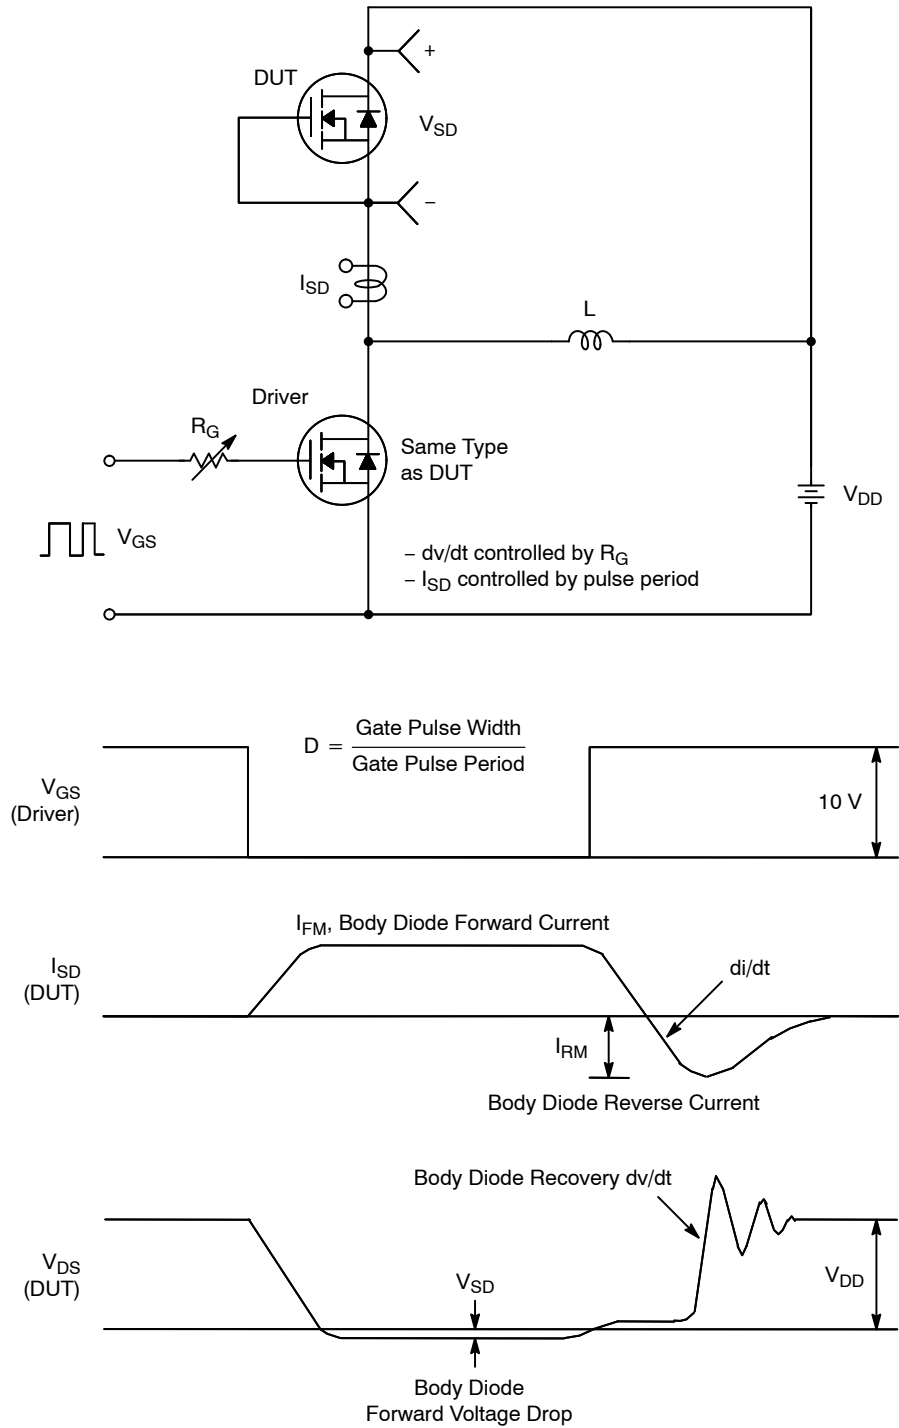 +
DUT
V_SD
–
I_SD
L
Driver
R_G
Same Type
as DUT
V_DD
V_GS
– dv/dt controlled by R_G
– I_SD controlled by pulse period
D = Gate Pulse Width
Gate Pulse Period
V_GS
(Driver)
10 V
I_FM, Body Diode Forward Current
I_SD
(DUT)
di/dt
I_RM
Body Diode Reverse Current
Body Diode Recovery dv/dt
V_DS
(DUT)
V_SD
V_DD
Body Diode
Forward Voltage Drop